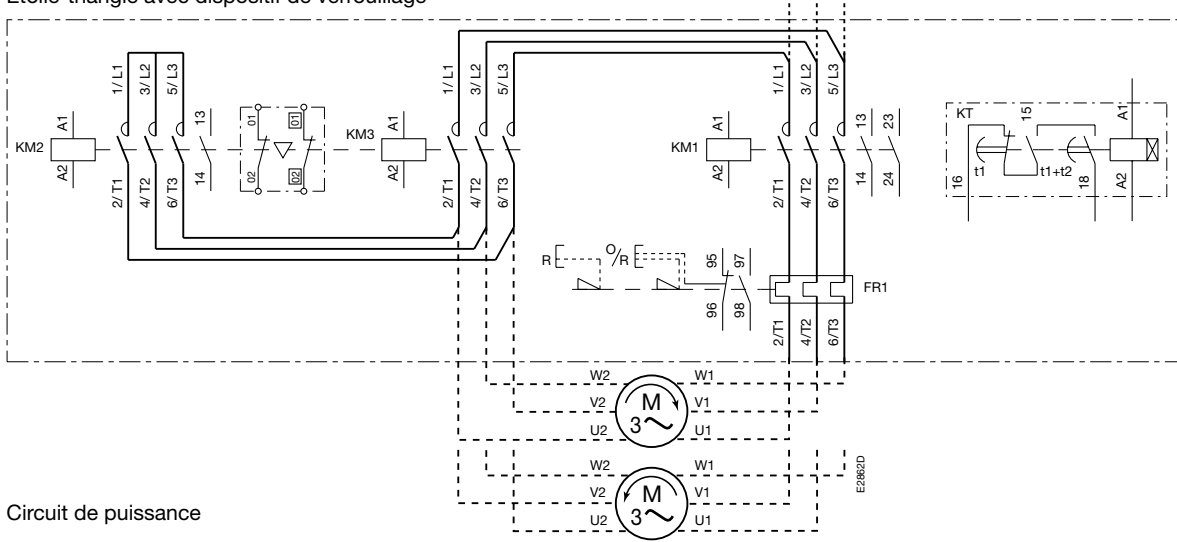 Etoile-triangle avec dispositif de verrouillage
1/L1 3/L2 5/L3 13
KM2 A1 A2
2/T1 4/T2 6/T3 14
01 01
02 02
KM3 A1 A2
1/L1 3/L2 5/L3
2/T1 4/T2 6/T3
KM1 A1 A2
1/L1 3/L2 5/L3 13 23
2/T1 4/T2 6/T3 14 24
KT 15 A1
t1 t1+t2
16 18 A2
R O/R 95 97
96 98
FR1
2/T1 4/T2 6/T3
W2 W1
V2 M V1
3
U2 U1
W2 W1
V2 M V1
3
U2 U1
E2862D
Circuit de puissance